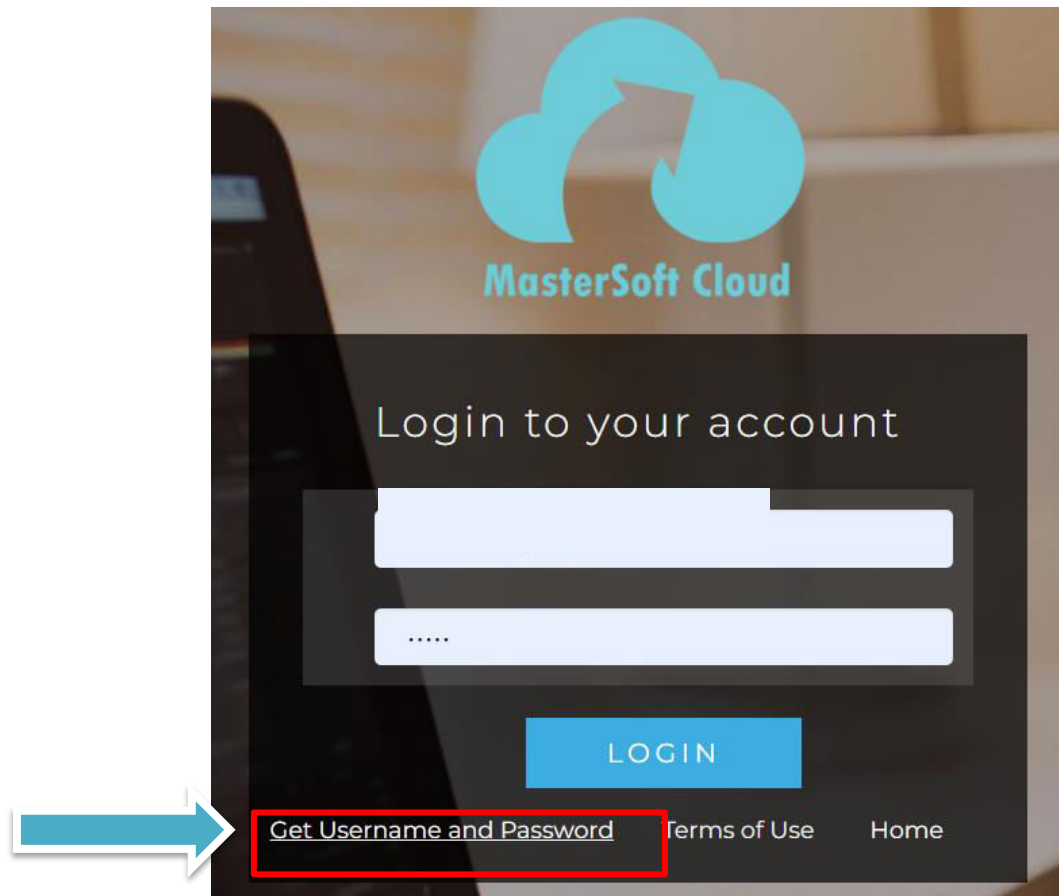 MasterSoft Cloud
Login to your account
.....
LOGIN
Get Username and Password Terms of Use Home